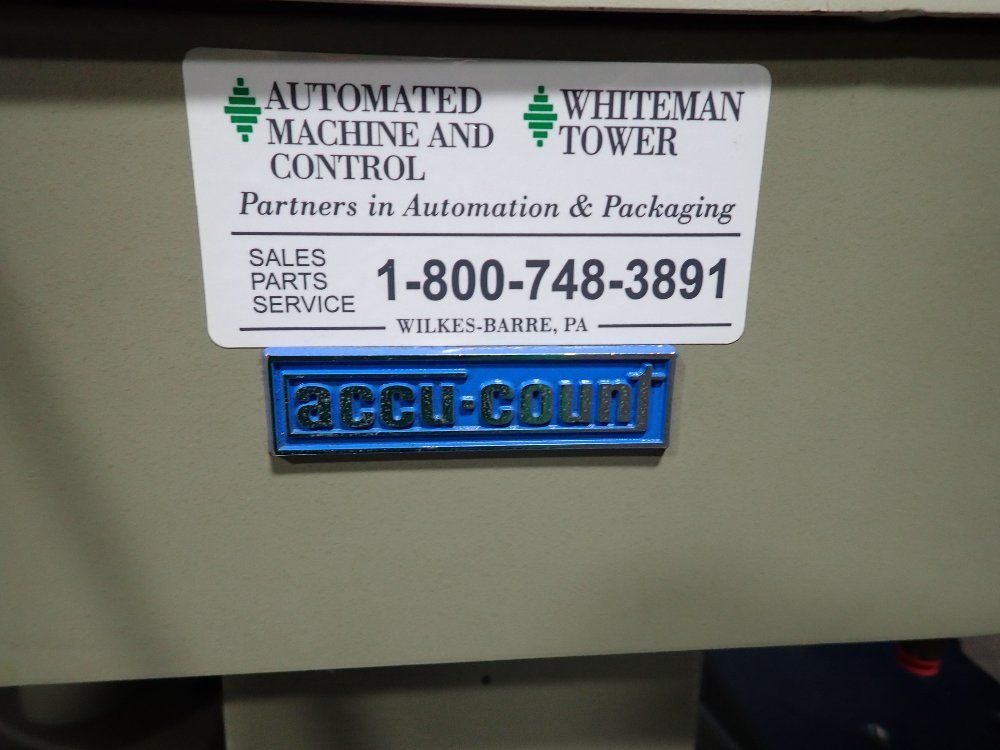 AUTOMATED
MACHINE AND
CONTROL
WHITEMAN
TOWER
Partners in Automation & Packaging
SALES
PARTS
SERVICE
1-800-748-3891
WILKES-BARRE, PA
accu-count